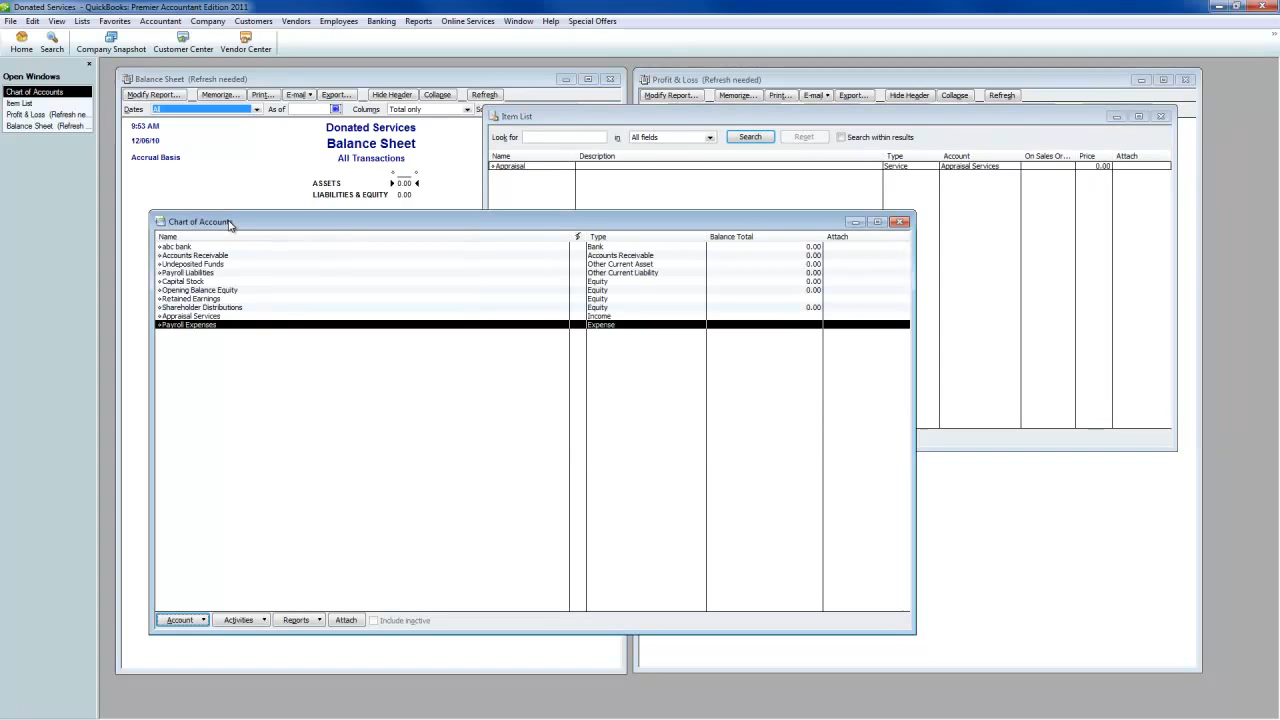 Donated Services - QuickBooks: Premier Accountant Edition 2011
File Edit View Lists Favorites Accountant Company Customers Vendors Employees Banking Reports Online Services Window Help Special Offers
Home Search Company Snapshot Customer Center Vendor Center
Open Windows
Chart of Accounts
Item List
Profit & Loss (Refresh ne...
Balance Sheet (Refresh ...
Balance Sheet (Refresh needed)
Modify Report... Memorize... Print... E-mail Export... Hide Header Collapse Refresh
Dates All As of Columns Total only
9:53 AM
12/06/10
Accrual Basis
Donated Services
Balance Sheet
All Transactions
ASSETS 0.00
LIABILITIES & EQUITY 0.00
Profit & Loss (Refresh needed)
Modify Report... Memorize... Print... E-mail Export... Hide Header Collapse Refresh
Item List
Look for in All fields Search Reset Search within results
Name Description Type Account On Sales Or... Price Attach
Appraisal Service Appraisal Services 0.00
Chart of Accounts
Name Type Balance Total Attach
abc bank Bank 0.00
Accounts Receivable Accounts Receivable 0.00
Undeposited Funds Other Current Asset 0.00
Payroll Liabilities Other Current Liability 0.00
Capital Stock Equity 0.00
Opening Balance Equity Equity 0.00
Retained Earnings Equity
Shareholder Distributions Equity 0.00
Appraisal Services Income
Payroll Expenses Expense
Account Activities Reports Attach Include inactive